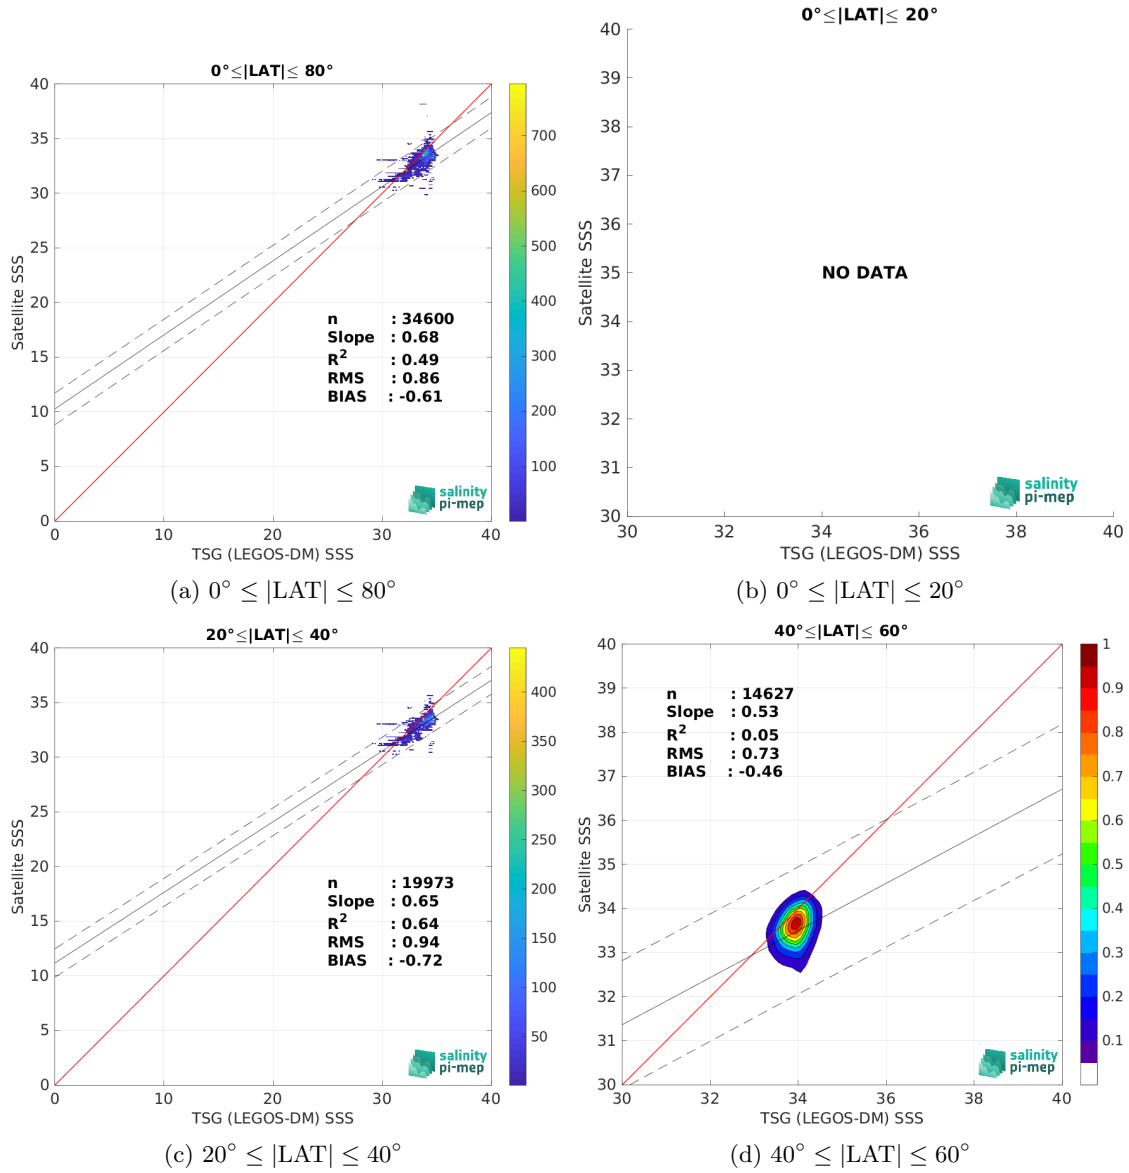 0°≤|LAT|≤ 80°
40
35
30
25
20
15
10
5
0
Satellite SSS
n : 34600
Slope : 0.68
R² : 0.49
RMS : 0.86
BIAS : -0.61
salinity
pi-mep
0
10
20
30
40
TSG (LEGOS-DM) SSS
700
600
500
400
300
200
100
(a) 0° ≤ |LAT| ≤ 80°
0°≤|LAT|≤ 20°
40
39
38
37
36
35
34
33
32
31
30
Satellite SSS
NO DATA
salinity
pi-mep
30
32
34
36
38
40
TSG (LEGOS-DM) SSS
(b) 0° ≤ |LAT| ≤ 20°
20°≤|LAT|≤ 40°
40
35
30
25
20
15
10
5
0
Satellite SSS
n : 19973
Slope : 0.65
R² : 0.64
RMS : 0.94
BIAS : -0.72
salinity
pi-mep
0
10
20
30
40
TSG (LEGOS-DM) SSS
400
350
300
250
200
150
100
50
(c) 20° ≤ |LAT| ≤ 40°
40°≤|LAT|≤ 60°
40
39
38
37
36
35
34
33
32
31
30
Satellite SSS
n : 14627
Slope : 0.53
R² : 0.05
RMS : 0.73
BIAS : -0.46
salinity
pi-mep
30
32
34
36
38
40
TSG (LEGOS-DM) SSS
1
0.9
0.8
0.7
0.6
0.5
0.4
0.3
0.2
0.1
(d) 40° ≤ |LAT| ≤ 60°